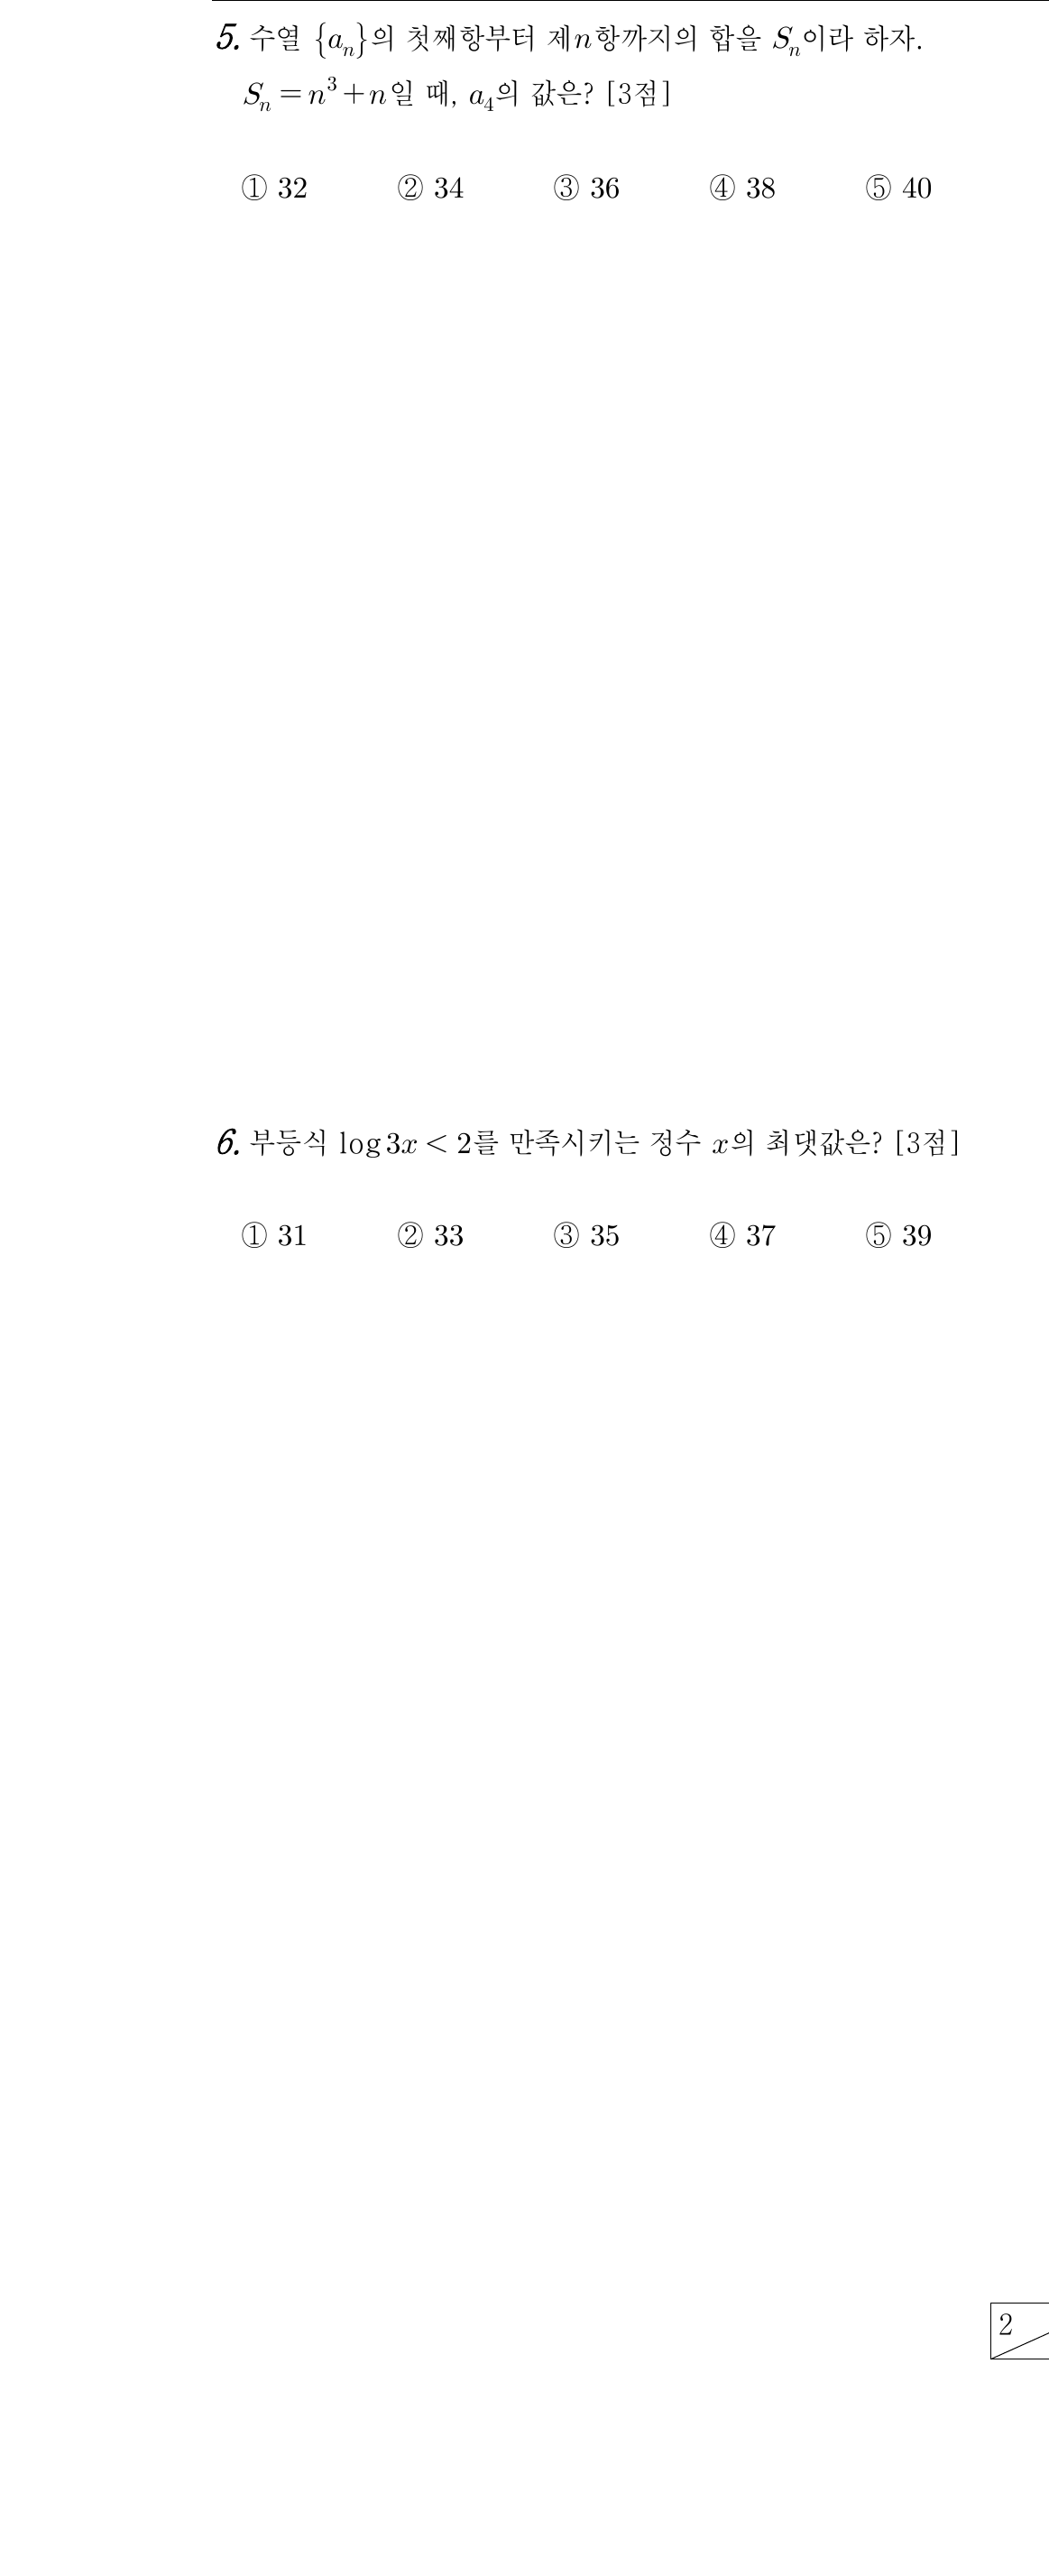 5. 수열 {aₙ}의 첫째항부터 제n항까지의 합을 Sₙ이라 하자.
Sₙ = n³ + n일 때, a₄의 값은? [3점]
① 32 ② 34 ③ 36 ④ 38 ⑤ 40
6. 부등식 log 3x < 2를 만족시키는 정수 x의 최댓값은? [3점]
① 31 ② 33 ③ 35 ④ 37 ⑤ 39
2